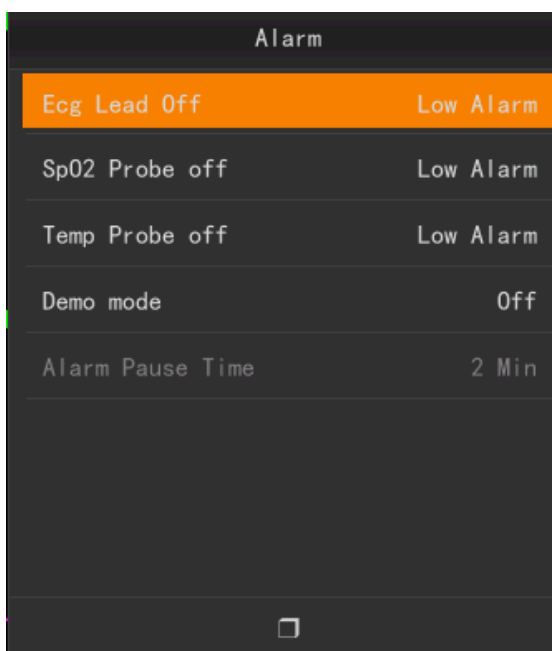 Alarm
Ecg Lead Off Low Alarm
SpO2 Probe off Low Alarm
Temp Probe off Low Alarm
Demo mode Off
Alarm Pause Time 2 Min